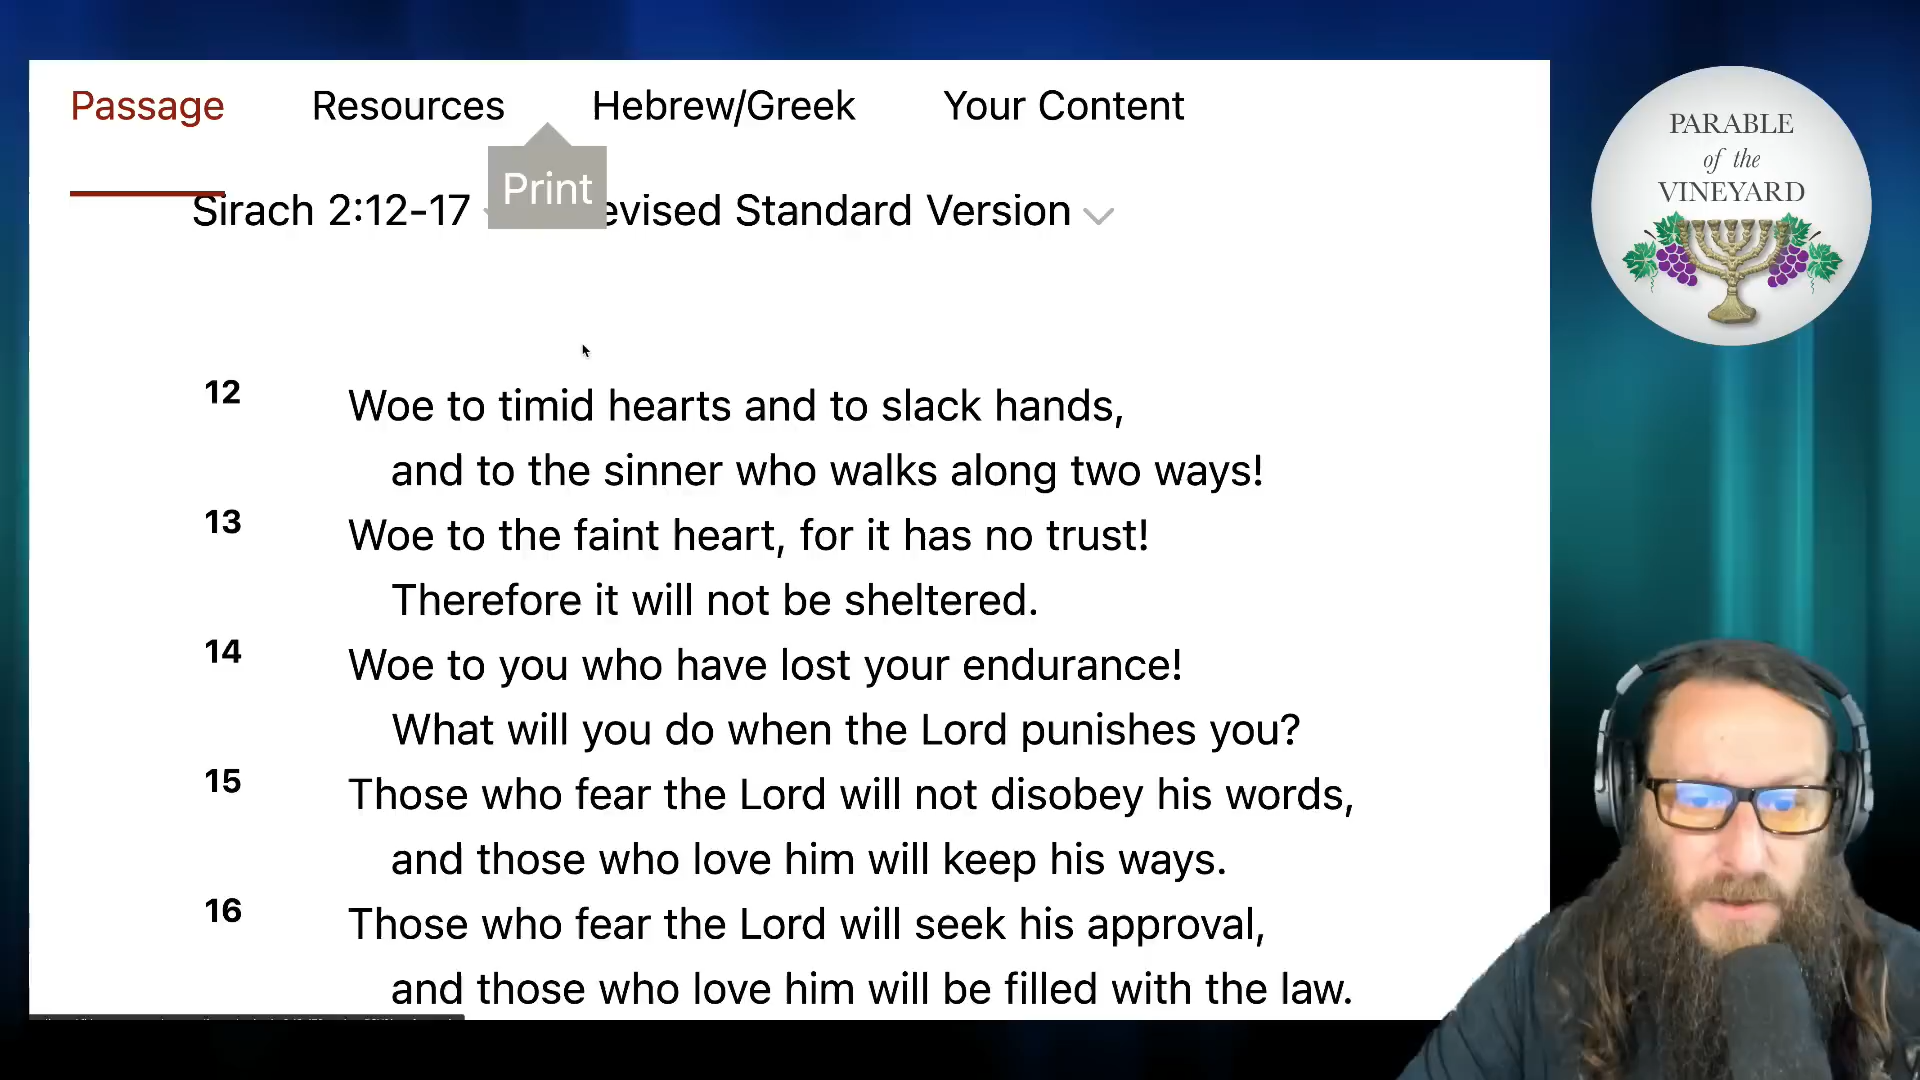 Passage
Resources
Hebrew/Greek
Your Content
Print
Sirach 2:12-17
evised Standard Version
12 Woe to timid hearts and to slack hands,
and to the sinner who walks along two ways!
13 Woe to the faint heart, for it has no trust!
Therefore it will not be sheltered.
14 Woe to you who have lost your endurance!
What will you do when the Lord punishes you?
15 Those who fear the Lord will not disobey his words,
and those who love him will keep his ways.
16 Those who fear the Lord will seek his approval,
and those who love him will be filled with the law.
PARABLE
of the
VINEYARD